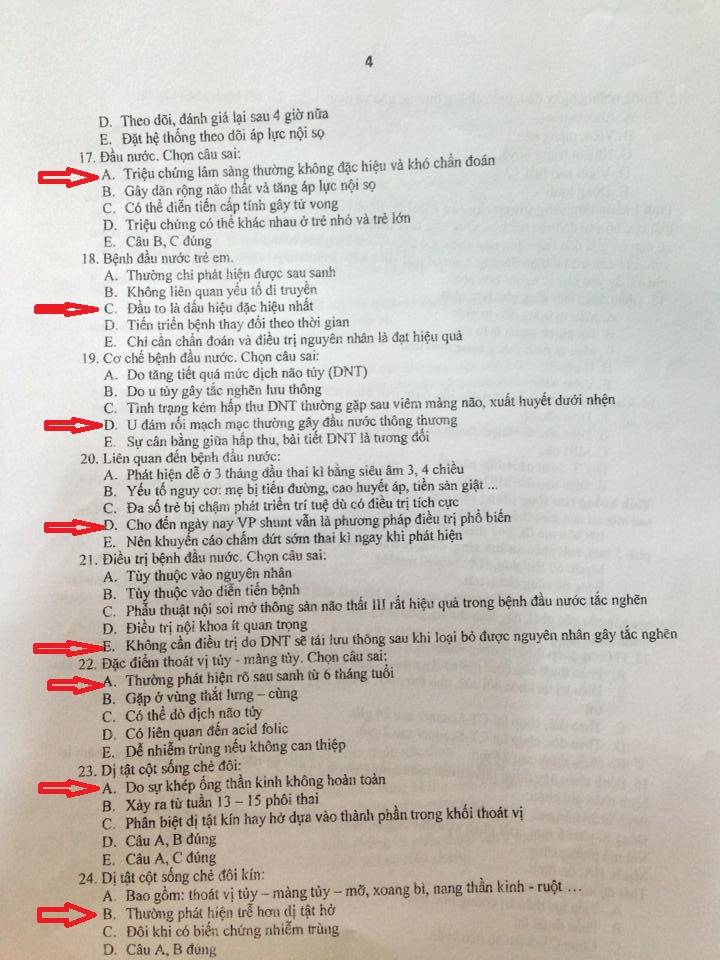 4
D. Theo dõi, đánh giá lại sau 4 giờ nữa
E. Đặt hệ thống theo dõi áp lực nội sọ
17. Đầu nước. Chọn câu sai:
A. Triệu chứng lâm sàng thường không đặc hiệu và khó chẩn đoán
B. Gây dãn rộng não thất và tăng áp lực nội sọ
C. Có thể diễn tiến cấp tính gây tử vong
D. Triệu chứng có thể khác nhau ở trẻ nhỏ và trẻ lớn
E. Câu B, C đúng
18. Bệnh đầu nước trẻ em.
A. Thường chỉ phát hiện được sau sanh
B. Không liên quan yếu tố di truyền
C. Đầu to là dấu hiệu đặc hiệu nhất
D. Tiến triển bệnh thay đổi theo thời gian
E. Chỉ cần chẩn đoán và điều trị nguyên nhân là đạt hiệu quả
19. Cơ chế bệnh đầu nước. Chọn câu sai:
A. Do tăng tiết quá mức dịch não tủy (DNT)
B. Do u tủy gây tắc nghẽn lưu thông
C. Tình trạng kém hấp thu DNT thường gặp sau viêm màng não, xuất huyết dưới nhện
D. U đám rối mạch mạc thường gây đầu nước thông thương
E. Sự cân bằng giữa hấp thu, bài tiết DNT là tương đối
20. Liên quan đến bệnh đầu nước:
A. Phát hiện dễ ở 3 tháng đầu thai kì bằng siêu âm 3, 4 chiều
B. Yếu tố nguy cơ: mẹ bị tiểu đường, cao huyết áp, tiền sản giật ...
C. Đa số trẻ bị chậm phát triển trí tuệ dù có điều trị tích cực
D. Cho đến ngày nay VP shunt vẫn là phương pháp điều trị phổ biến
E. Nên khuyến cáo chấm dứt sớm thai kì ngay khi phát hiện
21. Điều trị bệnh đầu nước. Chọn câu sai:
A. Tùy thuộc vào nguyên nhân
B. Tùy thuộc vào diễn tiến bệnh
C. Phẫu thuật nội soi mở thông sàn não thất III rất hiệu quả trong bệnh đầu nước tắc nghẽn
D. Điều trị nội khoa ít quan trọng
E. Không cần điều trị do DNT sẽ tái lưu thông sau khi loại bỏ được nguyên nhân gây tắc nghẽn
22. Đặc điểm thoát vị tủy - màng tủy. Chọn câu sai:
A. Thường phát hiện rõ sau sanh từ 6 tháng tuổi
B. Gặp ở vùng thắt lưng – cùng
C. Có thể dò dịch não tủy
D. Có liên quan đến acid folic
E. Dễ nhiễm trùng nếu không can thiệp
23. Dị tật cột sống chẻ đôi:
A. Do sự khép ống thần kinh không hoàn toàn
B. Xảy ra từ tuần 13 – 15 phôi thai
C. Phân biệt dị tật kín hay hở dựa vào thành phần trong khối thoát vị
D. Câu A, B đúng
E. Câu A, C đúng
24. Dị tật cột sống chẻ đôi kín:
A. Bao gồm: thoát vị tủy – màng tủy – mỡ, xoang bì, nang thần kinh - ruột ...
B. Thường phát hiện trễ hơn dị tật hở
C. Đôi khi có biến chứng nhiễm trùng
D. Câu A, B đúng